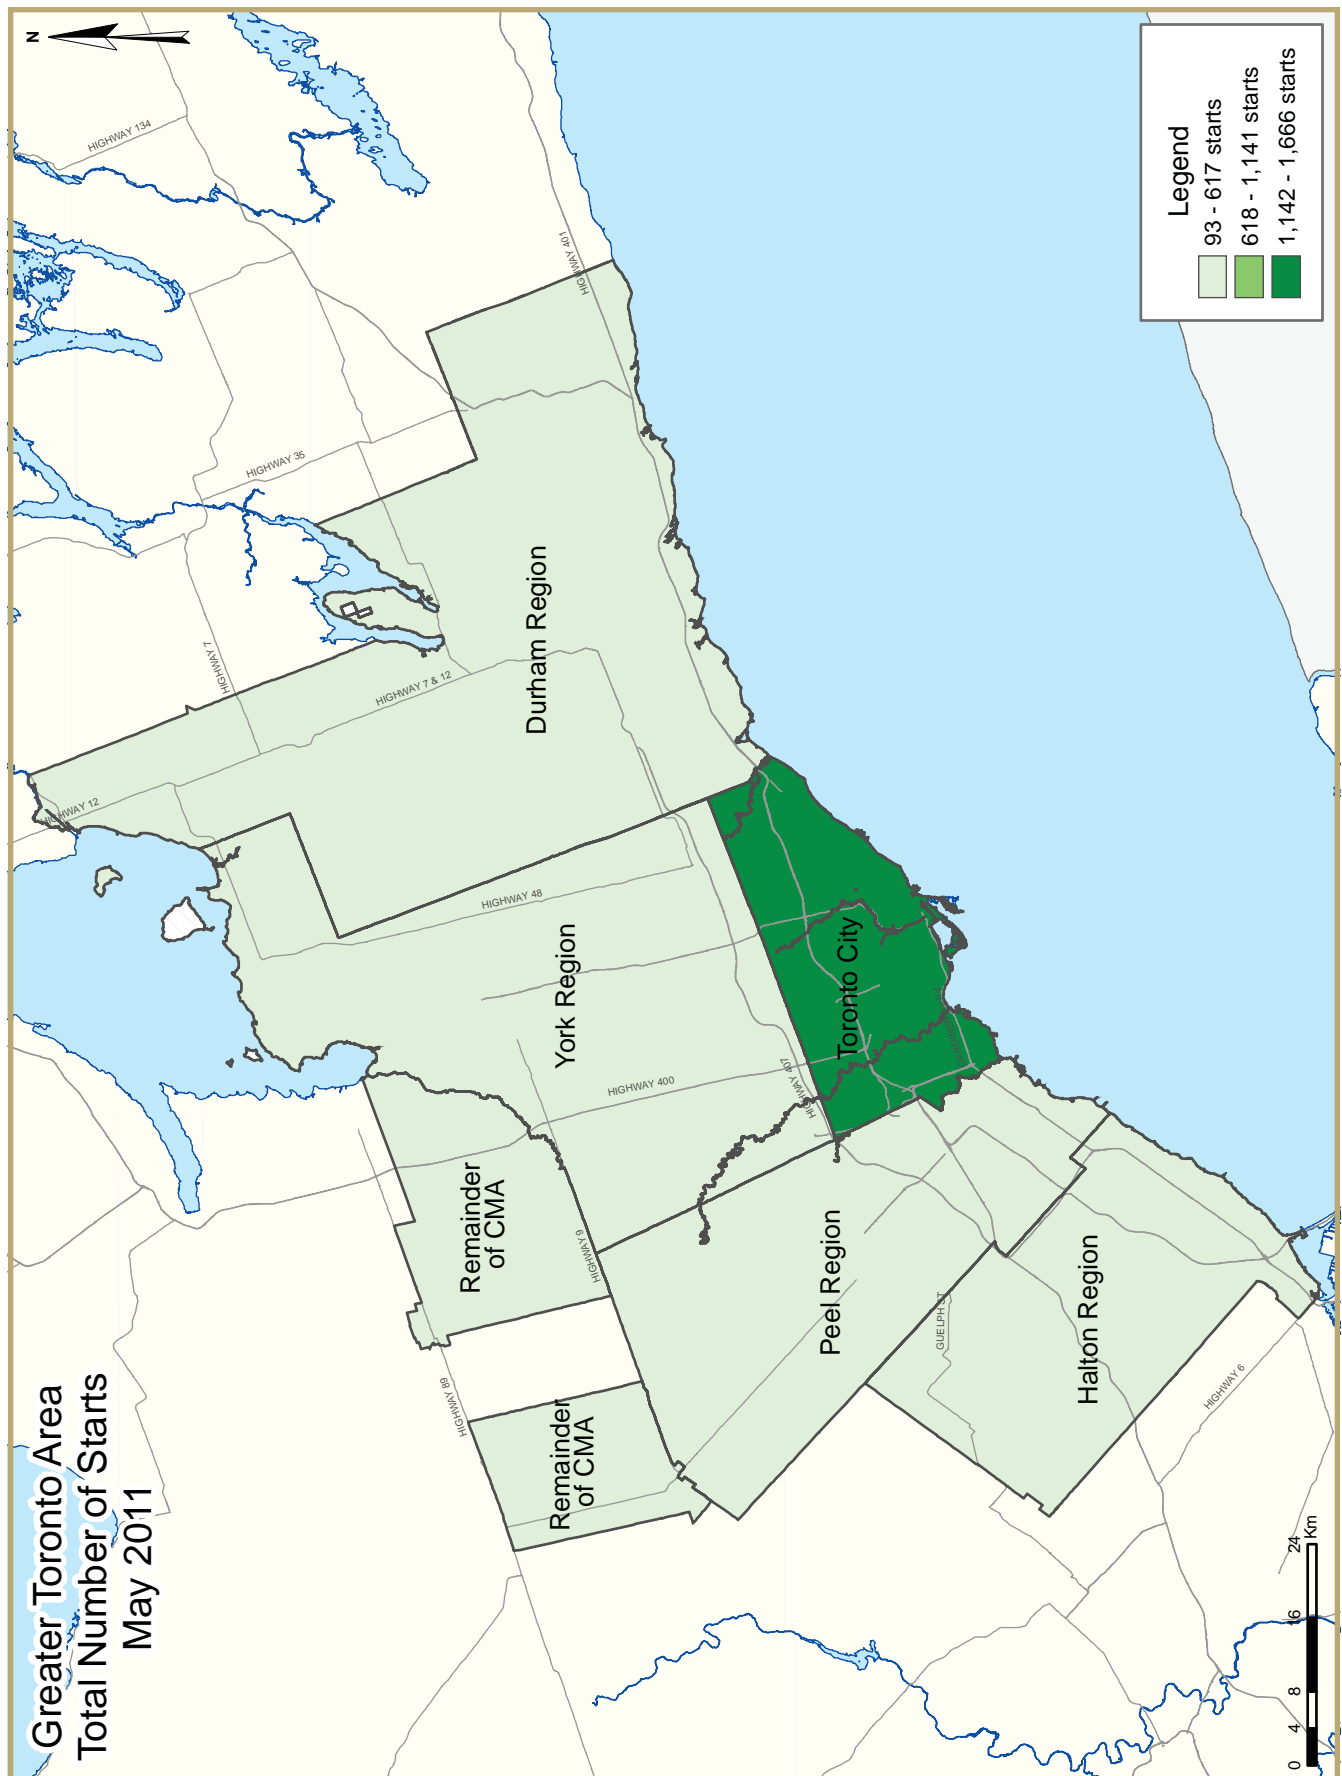 Greater Toronto Area
Total Number of Starts
May 2011
N
HIGHWAY 134
HIGHWAY 401
HIGHWAY 35
HIGHWAY 7
HIGHWAY 7 & 12
HIGHWAY 12
Durham Region
HIGHWAY 48
York Region
HIGHWAY 400
HIGHWAY 407
Toronto City
Remainder
of CMA
HIGHWAY 9
HIGHWAY 89
Remainder
of CMA
Peel Region
GUELPH ST
Halton Region
HIGHWAY 6
Legend
93 - 617 starts
618 - 1,141 starts
1,142 - 1,666 starts
0 4 8 16 24
Km